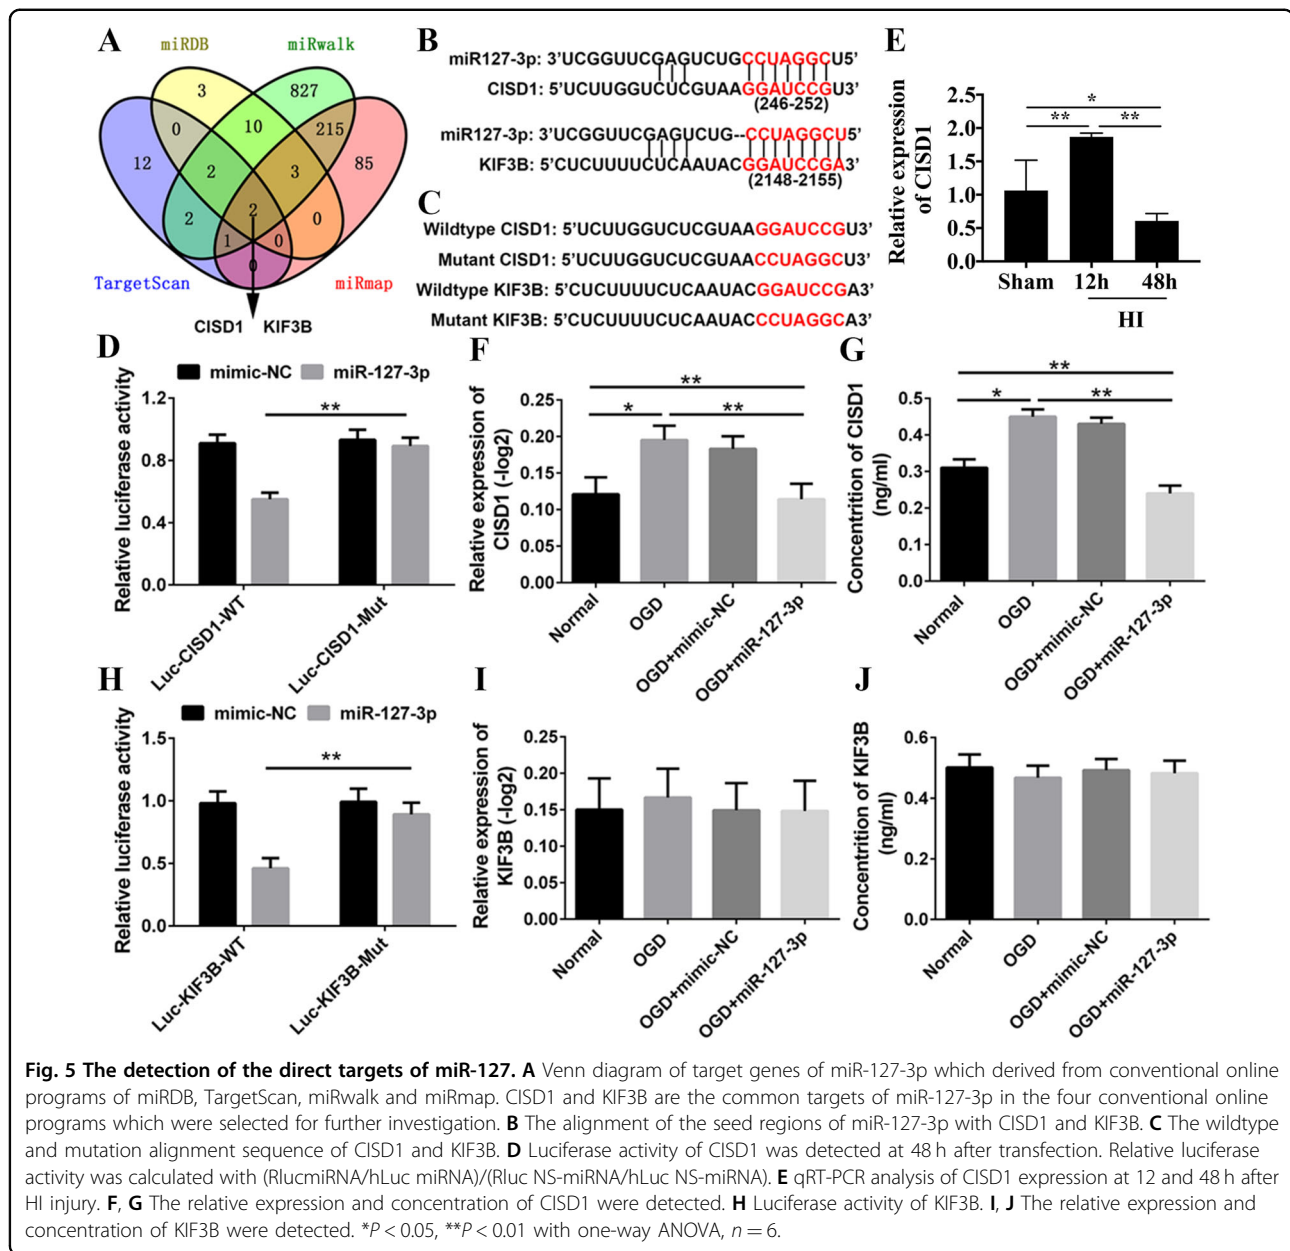 A
miRDB
miRwalk
3
827
0
10
215
12
2
3
85
2
2
0
1
0
0
TargetScan
miRmap
CISD1 KIF3B
B
miR127-3p: 3'UCGGUUCGAGUCUGCCUAGGCU5'
CISD1: 5'UCUUGGUCUCGUAAGGAUCCGU3'
(246-252)
miR127-3p: 3'UCGGUUCGAGUCUG--CCUAGGCU5'
KIF3B: 5'CUCUUUUCUCAAUACGGAUCCGA3'
(2148-2155)
C
Wildtype CISD1: 5'UCUUGGUCUCGUAAGGAUCCGU3'
Mutant CISD1: 5'UCUUGGUCUCGUAACCUAGGCU3'
Wildtype KIF3B: 5'CUCUUUUCUCAAUACGGAUCCGA3'
Mutant KIF3B: 5'CUCUUUUCUCAAUACCCUAGGCA3'
E
Relative expression
of CISD1
2.5
2.0
1.5
1.0
0.5
0.0
*
** **
Sham 12h 48h
HI
D
mimic-NC miR-127-3p
Relative luciferase activity
1.2
0.8
0.4
0.0
**
Luc-CISD1-WT
Luc-CISD1-Mut
F
Relative expression of
CISD1 (-log2)
0.25
0.20
0.15
0.10
0.05
0.00
**
* **
Normal
OGD
OGD+mimic-NC
OGD+miR-127-3p
G
Concentrition of CISD1
(ng/ml)
0.5
0.4
0.3
0.2
0.1
0.0
**
* **
Normal
OGD
OGD+mimic-NC
OGD+miR-127-3p
H
mimic-NC miR-127-3p
Relative luciferase activity
1.5
1.0
0.5
0.0
**
Luc-KIF3B-WT
Luc-KIF3B-Mut
I
Relative expression of
KIF3B (-log2)
0.25
0.20
0.15
0.10
0.05
0.00
Normal
OGD
OGD+mimic-NC
OGD+miR-127-3p
J
Concentrition of KIF3B
(ng/ml)
0.6
0.4
0.2
0.0
Normal
OGD
OGD+mimic-NC
OGD+miR-127-3p
Fig. 5 The detection of the direct targets of miR-127. A Venn diagram of target genes of miR-127-3p which derived from conventional online
programs of miRDB, TargetScan, miRwalk and miRmap. CISD1 and KIF3B are the common targets of miR-127-3p in the four conventional online
programs which were selected for further investigation. B The alignment of the seed regions of miR-127-3p with CISD1 and KIF3B. C The wildtype
and mutation alignment sequence of CISD1 and KIF3B. D Luciferase activity of CISD1 was detected at 48 h after transfection. Relative luciferase
activity was calculated with (RlucmiRNA/hLuc miRNA)/(Rluc NS-miRNA/hLuc NS-miRNA). E qRT-PCR analysis of CISD1 expression at 12 and 48 h after
HI injury. F, G The relative expression and concentration of CISD1 were detected. H Luciferase activity of KIF3B. I, J The relative expression and
concentration of KIF3B were detected. *P < 0.05, **P < 0.01 with one-way ANOVA, n = 6.